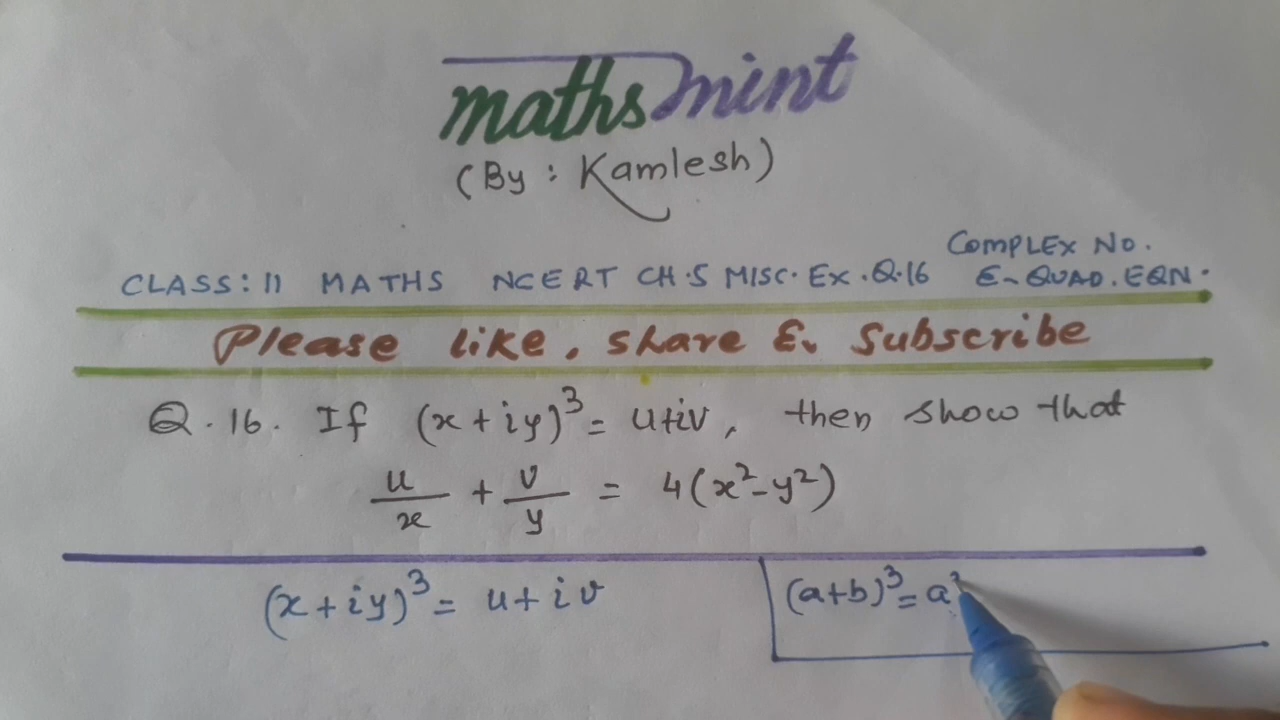 maths mint
(By : Kamlesh)
CLASS: 11 MATHS NCERT CH.5 MISC. EX. Q.16 COMPLEX NO. & QUAD. EQN.
Please like, share & Subscribe
Q.16. If (x+iy)³ = u+iv, then show that
u/x + v/y = 4(x²-y²)
(x+iy)³ = u+iv
(a+b)³ = a³